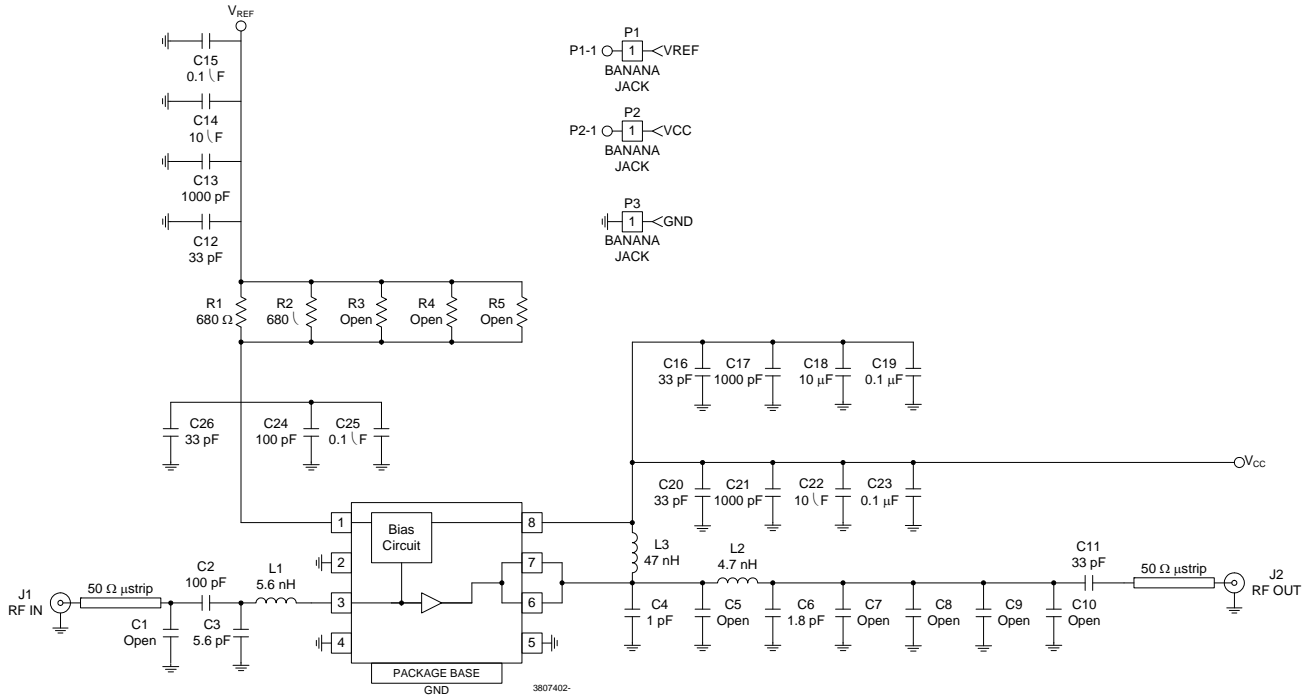 V_REF
C15
0.1 \ F
C14
10 \ F
C13
1000 pF
C12
33 pF
P1
P1-1 1 VREF
BANANA
JACK
P2
P2-1 1 VCC
BANANA
JACK
P3
1 GND
BANANA
JACK
R1
680 Ω
R2
680 \
R3
Open
R4
Open
R5
Open
C26
33 pF
C24
100 pF
C25
0.1 \ F
C16
33 pF
C17
1000 pF
C18
10 µF
C19
0.1 µF
V_CC
C20
33 pF
C21
1000 pF
C22
10 \ F
C23
0.1 µF
1
2
3
4
Bias
Circuit
8
7
6
5
PACKAGE BASE
GND
3807402-
J1
RF IN
50 Ω µstrip
C1
Open
C2
100 pF
C3
5.6 pF
L1
5.6 nH
L3
47 nH
L2
4.7 nH
C4
1 pF
C5
Open
C6
1.8 pF
C7
Open
C8
Open
C9
Open
C10
Open
C11
33 pF
50 Ω µstrip
J2
RF OUT